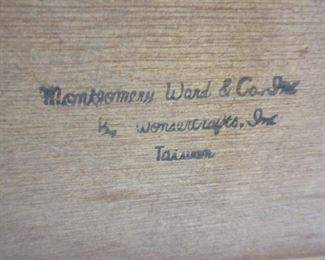 Montgomery Ward & Co. Inc
By wondercrafts, Inc
Taiwan